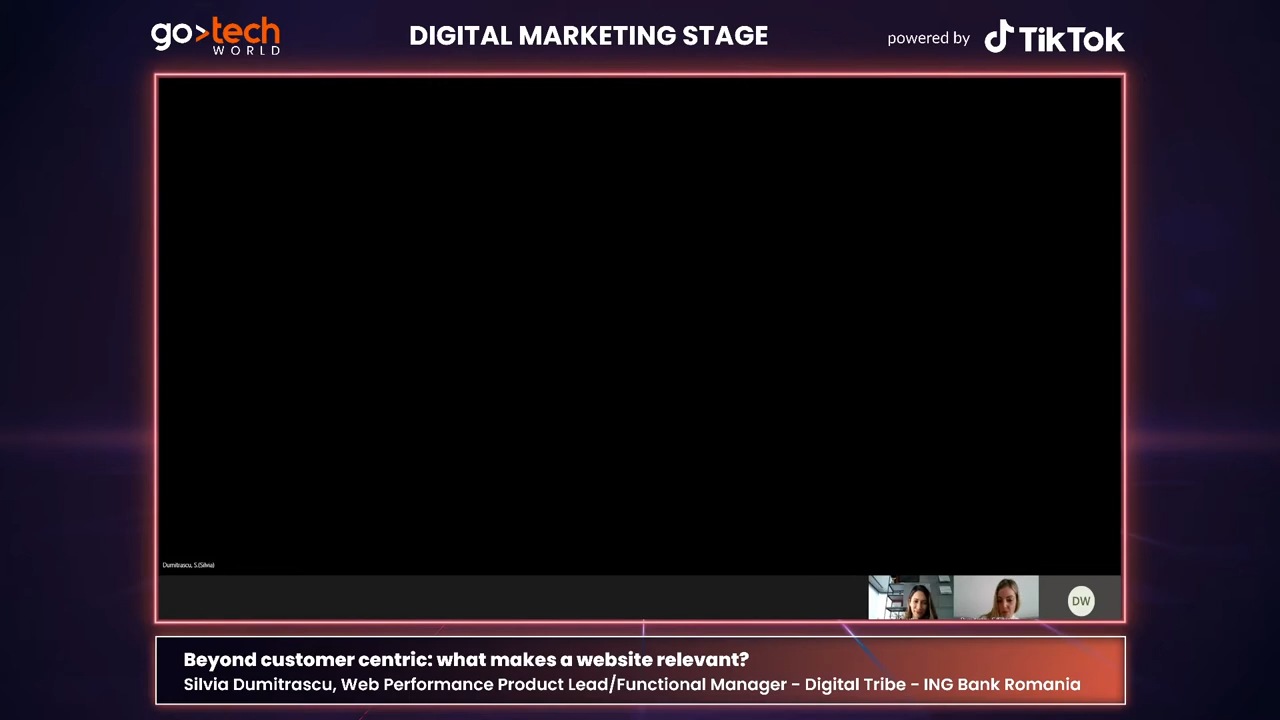 go>tech
WORLD
DIGITAL MARKETING STAGE
powered by
TikTok
Dumitrascu, S.(Silvia)
DW
Beyond customer centric: what makes a website relevant?
Silvia Dumitrascu, Web Performance Product Lead/Functional Manager - Digital Tribe - ING Bank Romania